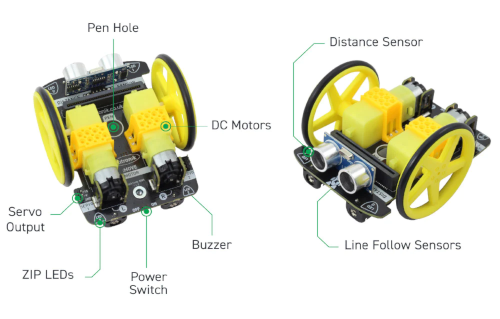 Pen Hole
Distance Sensor
DC Motors
Servo
Output
Buzzer
Line Follow Sensors
ZIP LEDs
Power
Switch